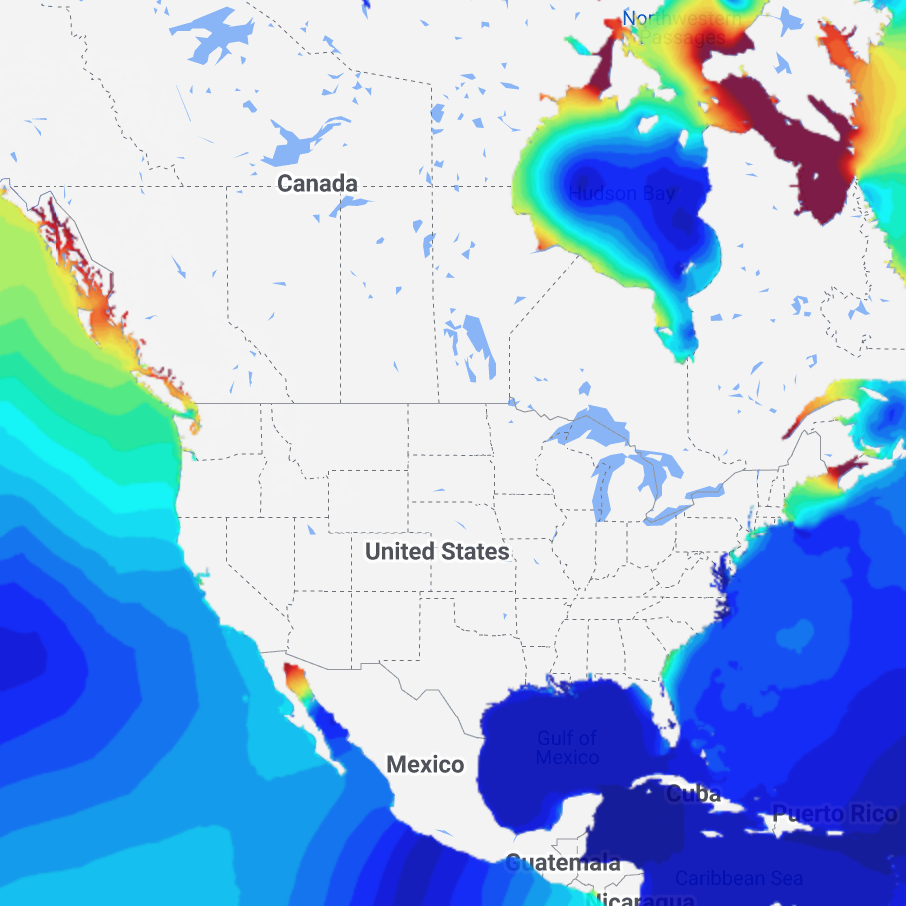 Northwestern
Passages
Canada
Hudson Bay
United States
Gulf of
Mexico
Mexico
Cuba
Puerto Rico
Guatemala
Caribbean Sea
Nicaragua